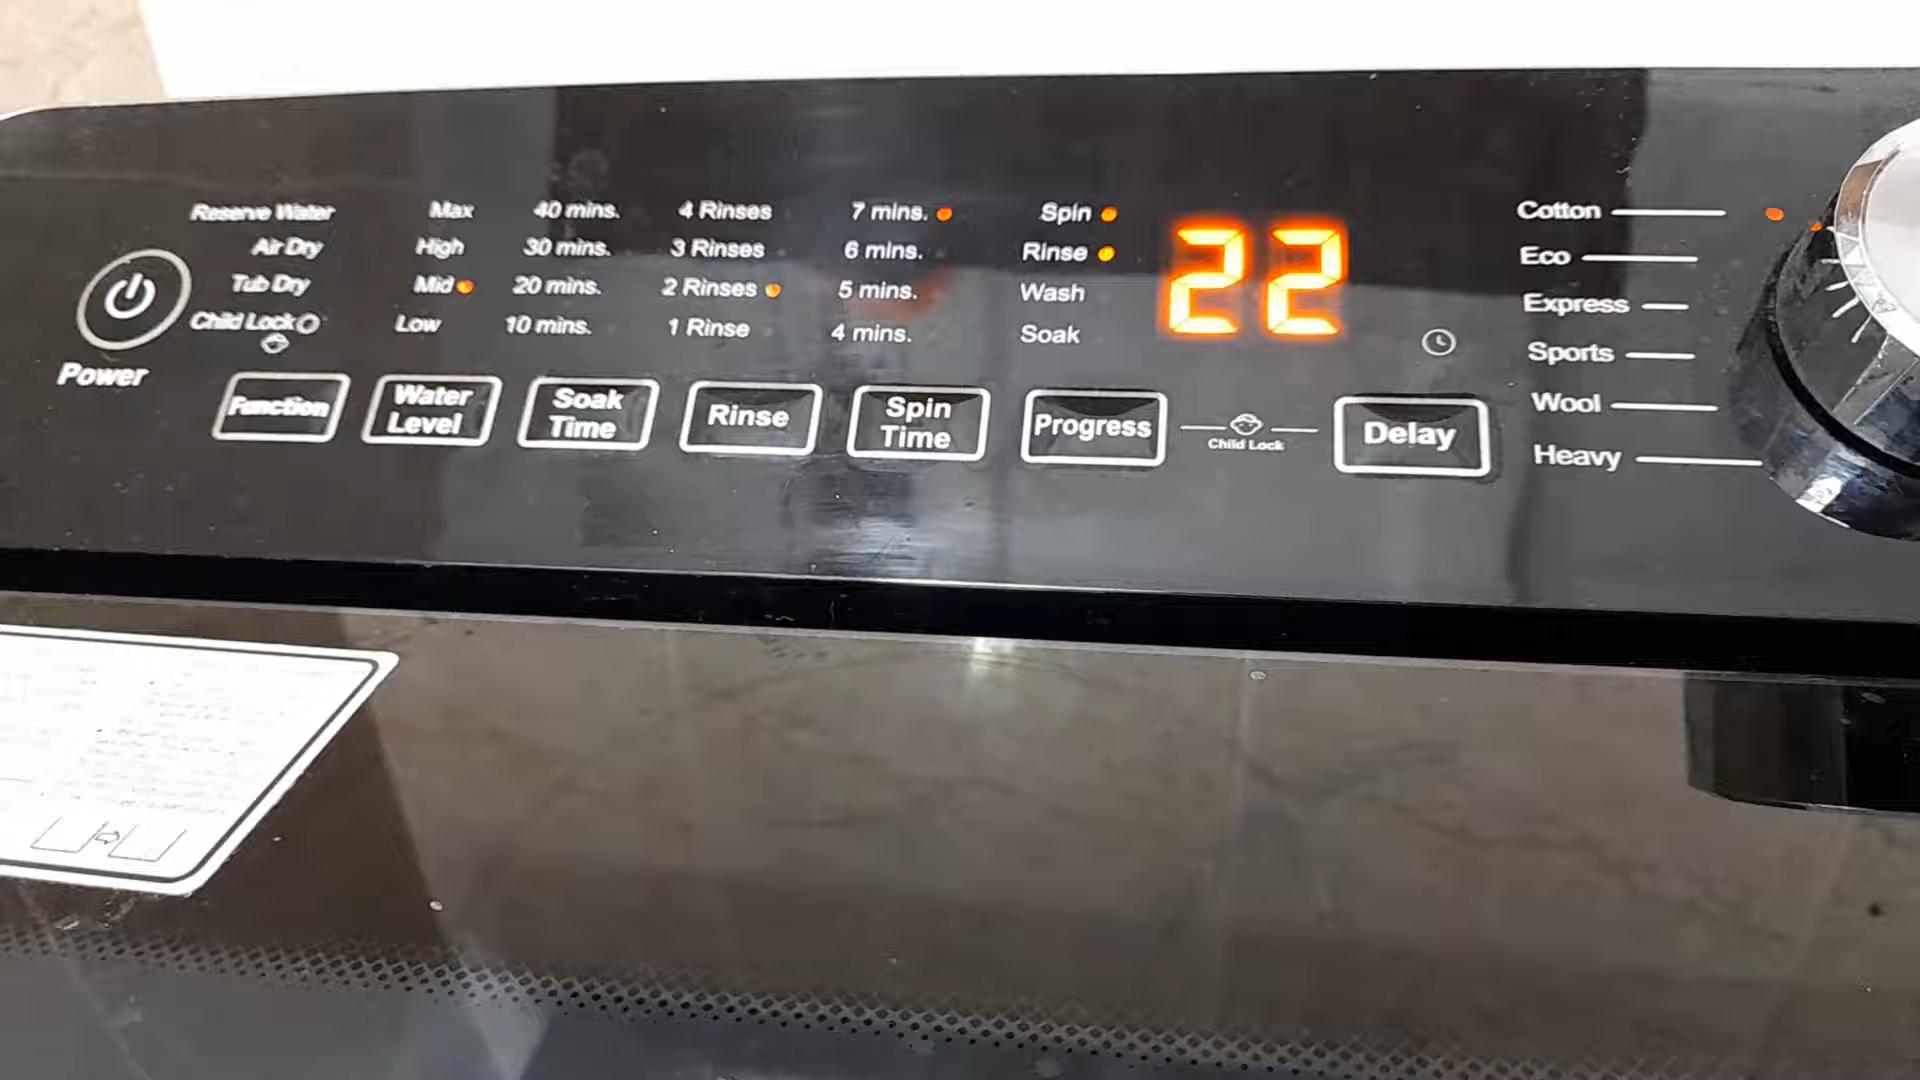 Reserve Water Max 40 mins. 4 Rinses 7 mins. Spin
Air Dry High 30 mins. 3 Rinses 6 mins. Rinse
Tub Dry Mid 20 mins. 2 Rinses 5 mins. Wash
Child Lock Low 10 mins. 1 Rinse 4 mins. Soak
22
Power
Function
Water
Level
Soak
Time
Rinse
Spin
Time
Progress
Child Lock
Delay
Cotton
Eco
Express
Sports
Wool
Heavy